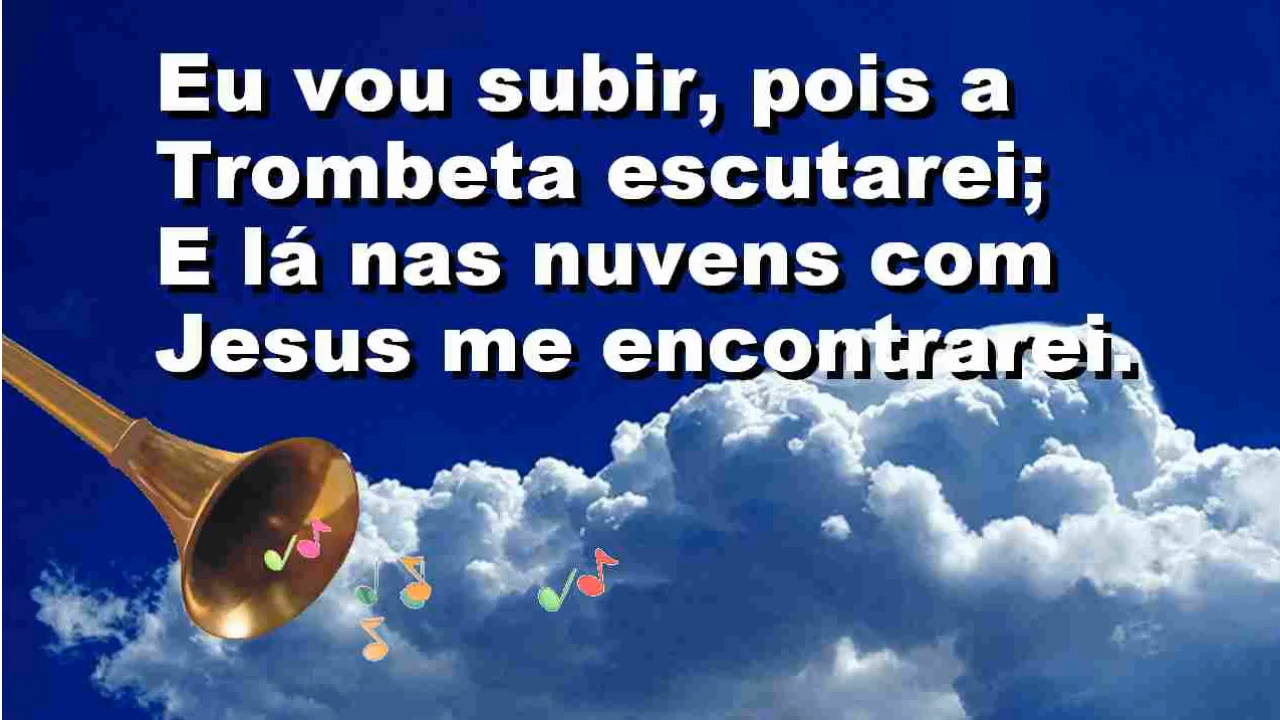 Eu vou subir, pois a
Trombeta escutarei;
E lá nas nuvens com
Jesus me encontrarei.